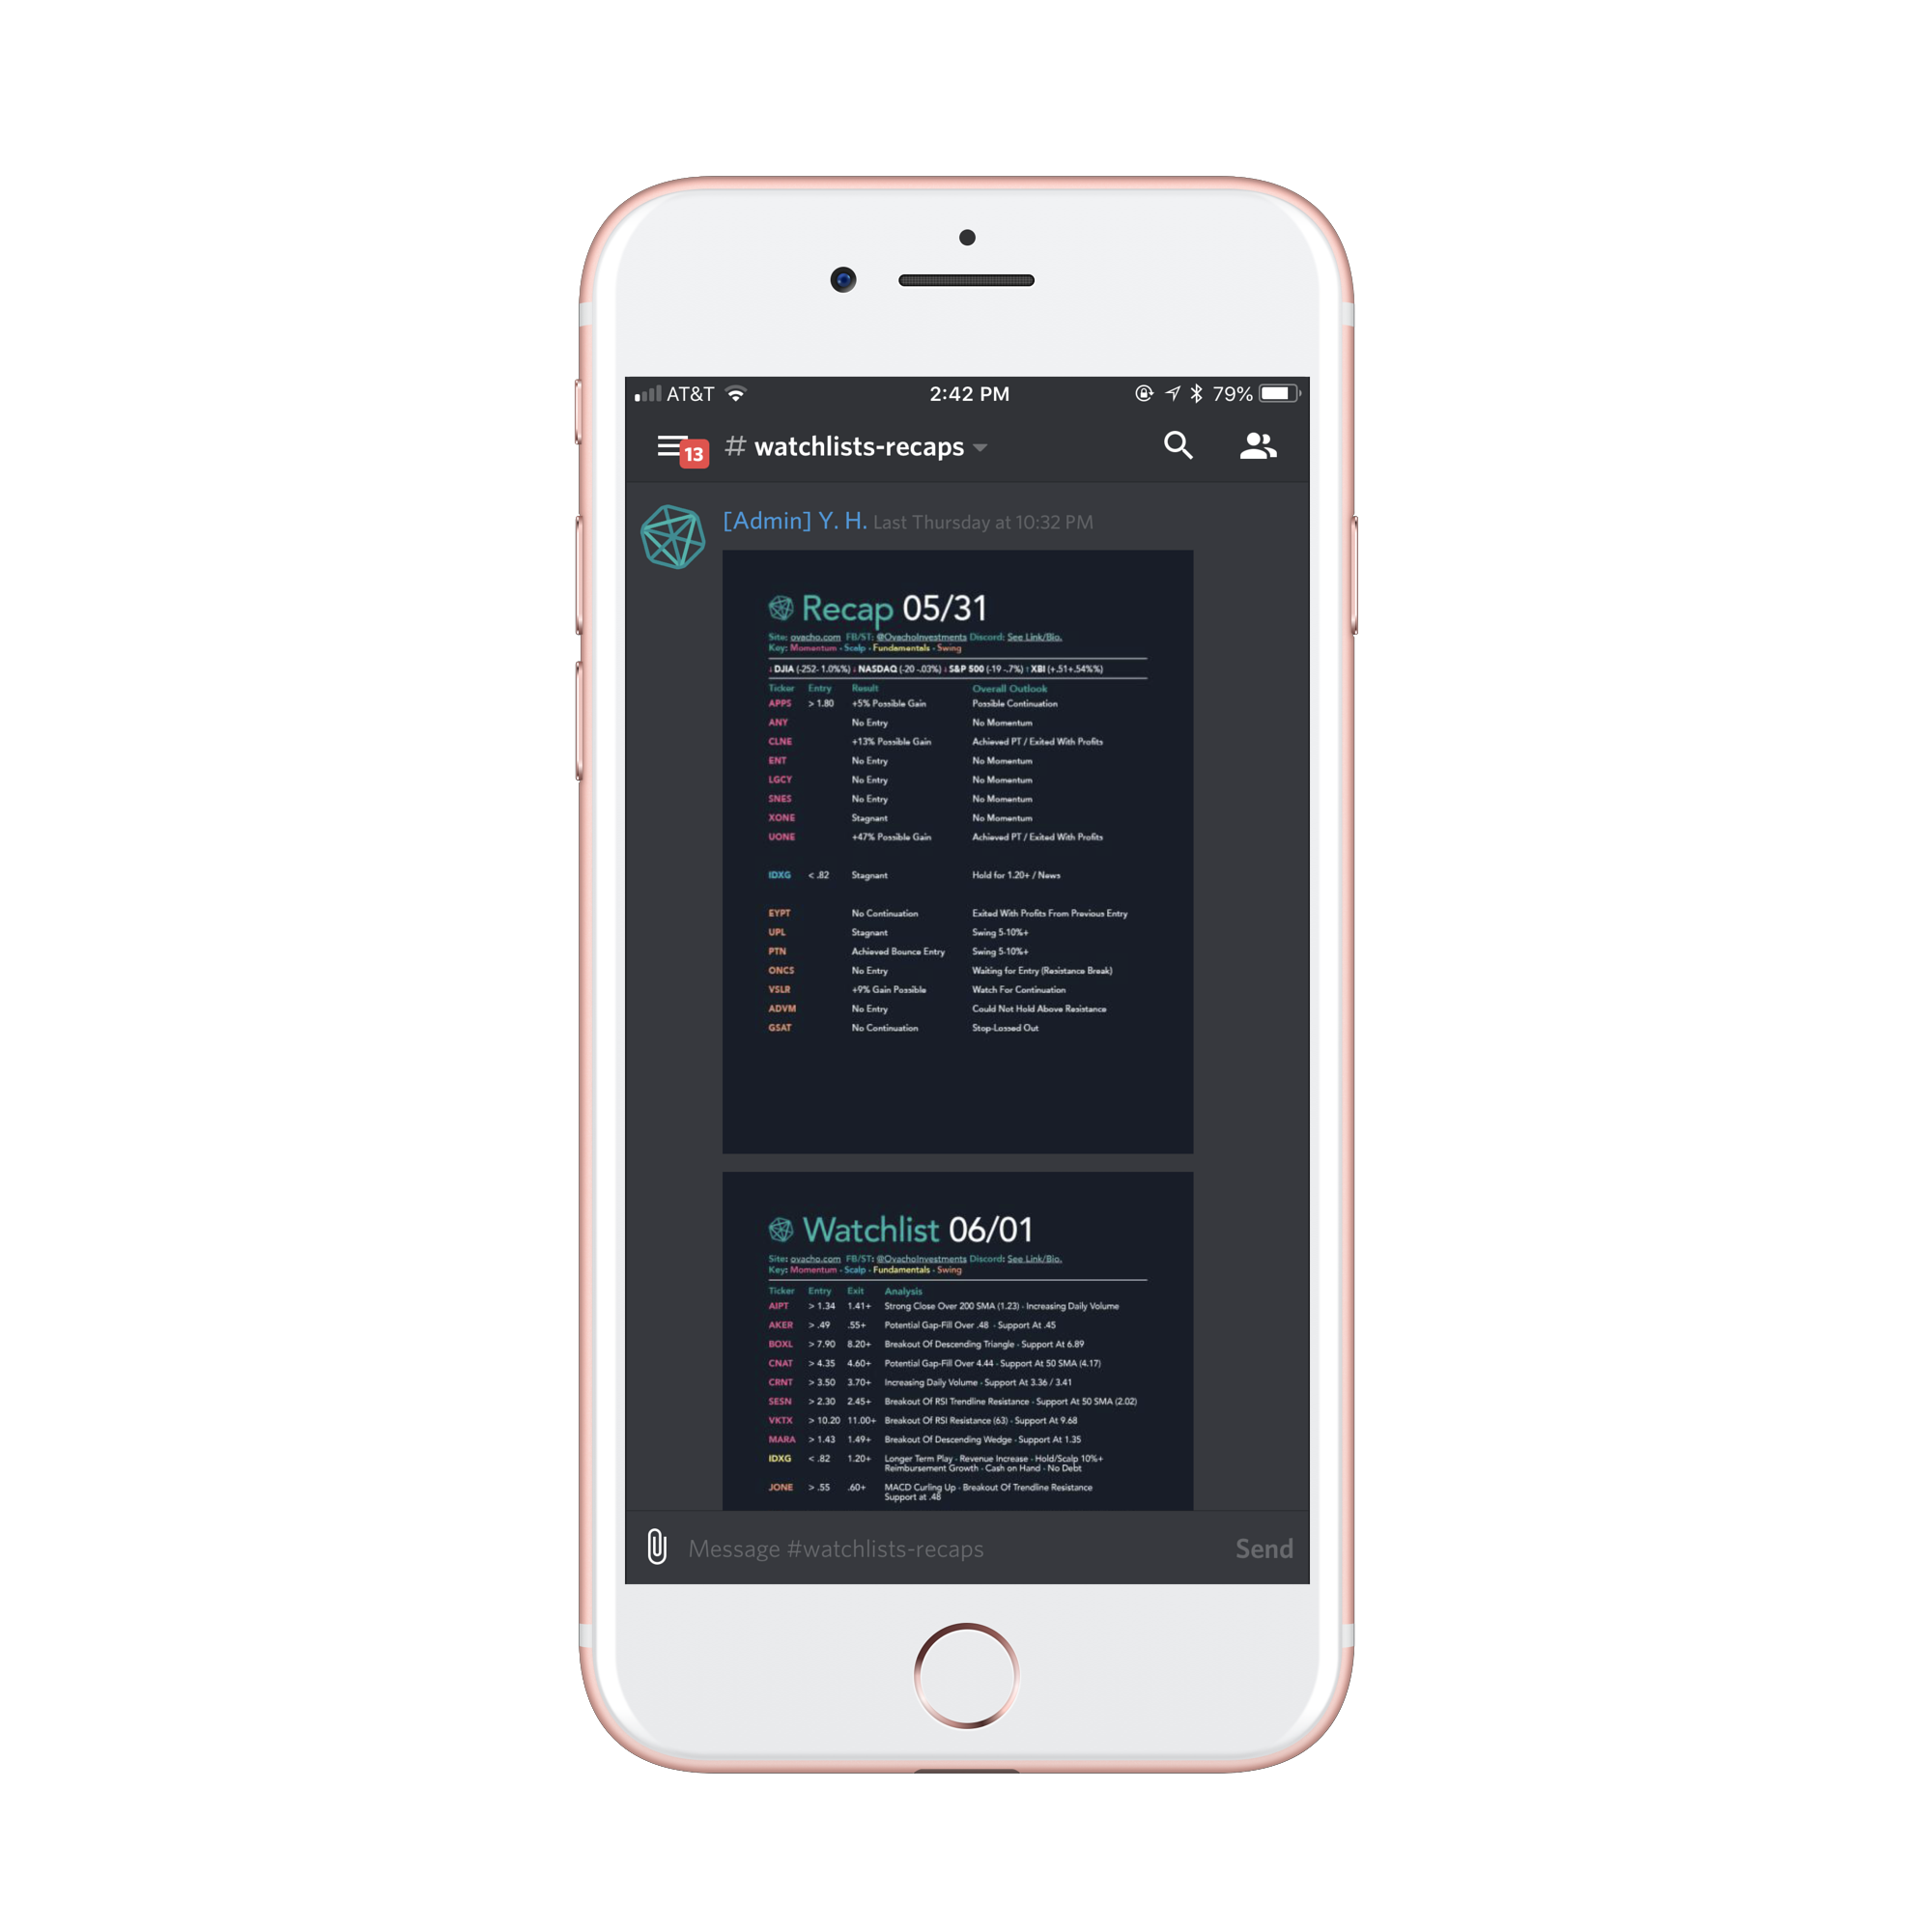 AT&T 2:42 PM 79%
13 # watchlists-recaps
[Admin] Y. H. Last Thursday at 10:32 PM
Recap 05/31
Site: ovacho.com FB/ST: @OvachoInvestments Discord: See Link/Bio.
Key: Momentum - Scalp - Fundamentals - Swing
↓ DJIA (-252- 1.0%%) ↓ NASDAQ (-20 -.03%) ↓ S&P 500 (-19 -.7%) ↑ XBI (+.51+.54%%)
Ticker Entry Result Overall Outlook
APPS > 1.80 +5% Possible Gain Possible Continuation
ANY No Entry No Momentum
CLNE +13% Possible Gain Achieved PT / Exited With Profits
ENT No Entry No Momentum
LGCY No Entry No Momentum
SNES No Entry No Momentum
XONE Stagnant No Momentum
UONE +47% Possible Gain Achieved PT / Exited With Profits
IDXG < .82 Stagnant Hold for 1.20+ / News
EYPT No Continuation Exited With Profits From Previous Entry
UPL Stagnant Swing 5-10%+
PTN Achieved Bounce Entry Swing 5-10%+
ONCS No Entry Waiting for Entry (Resistance Break)
VSLR +9% Gain Possible Watch For Continuation
ADVM No Entry Could Not Hold Above Resistance
GSAT No Continuation Stop-Lossed Out
Watchlist 06/01
Site: ovacho.com FB/ST: @OvachoInvestments Discord: See Link/Bio.
Key: Momentum - Scalp - Fundamentals - Swing
Ticker Entry Exit Analysis
AIPT > 1.34 1.41+ Strong Close Over 200 SMA (1.23) - Increasing Daily Volume
AKER > .49 .55+ Potential Gap-Fill Over .48 - Support At .45
BOXL > 7.90 8.20+ Breakout Of Descending Triangle - Support At 6.89
CNAT > 4.35 4.60+ Potential Gap-Fill Over 4.44 - Support At 50 SMA (4.17)
CRNT > 3.50 3.70+ Increasing Daily Volume - Support At 3.36 / 3.41
SESN > 2.30 2.45+ Breakout Of RSI Trendline Resistance - Support At 50 SMA (2.02)
VKTX > 10.20 11.00+ Breakout Of RSI Resistance (63) - Support At 9.68
MARA > 1.43 1.49+ Breakout Of Descending Wedge - Support At 1.35
IDXG < .82 1.20+ Longer Term Play - Revenue Increase - Hold/Scalp 10%+
Reimbursement Growth - Cash on Hand - No Debt
JONE > .55 .60+ MACD Curling Up - Breakout Of Trendline Resistance
Support at .48
Message #watchlists-recaps Send